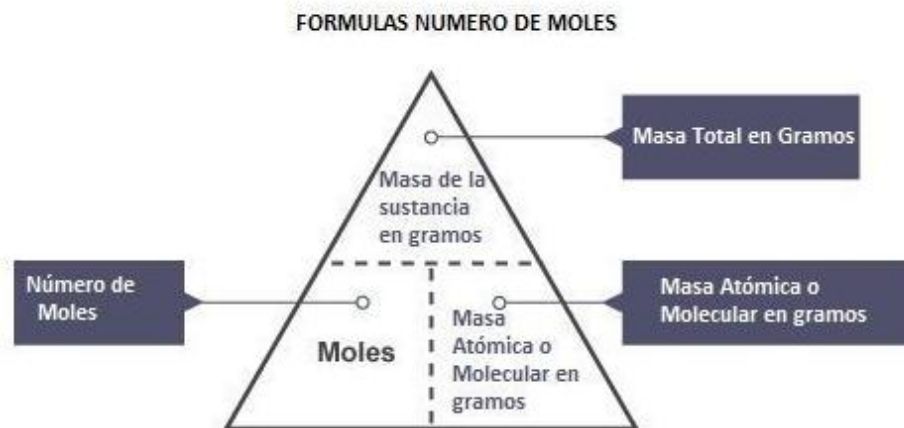 FORMULAS NUMERO DE MOLES
Masa Total en Gramos
Masa de la
sustancia
en gramos
Número de
Moles
Masa Atómica o
Molecular en gramos
Moles
Masa
Atómica o
Molecular en
gramos